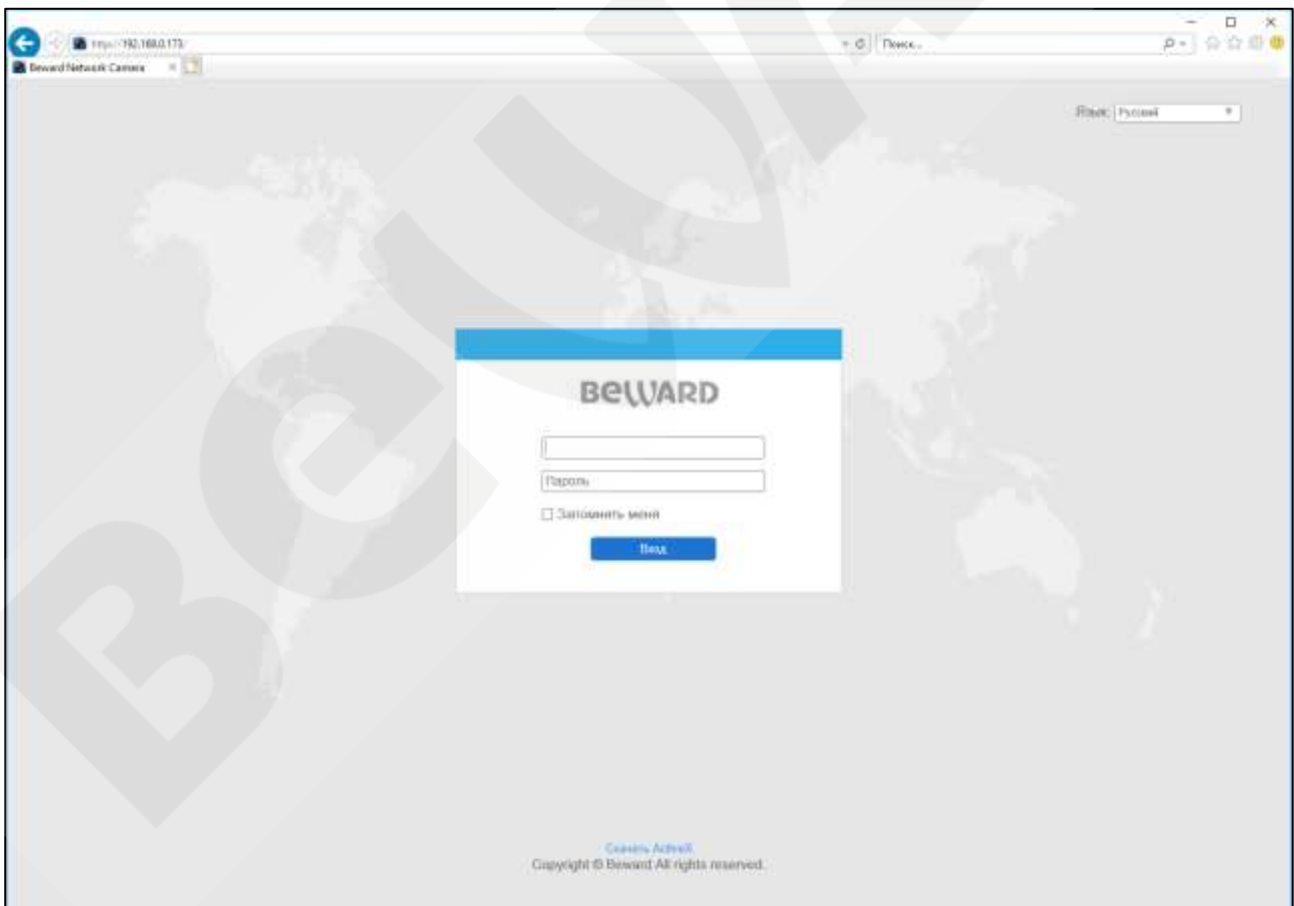 192.168.0.173
Поиск...
Beward Network Camera
Язык: Русский
BEWARD
Пароль
Запомнить меня
Вход
Скачать ActiveX
Copyright © Beward All rights reserved.
BEWA